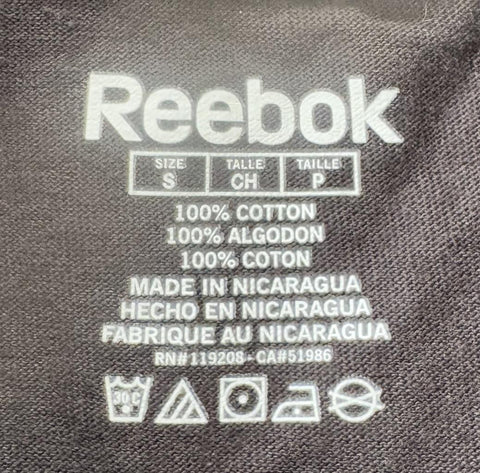 Reebok
SIZE TALLE TAILLE
S CH P
100% COTTON
100% ALGODON
100% COTON
MADE IN NICARAGUA
HECHO EN NICARAGUA
FABRIQUE AU NICARAGUA
RN#119208 - CA#51986
30C